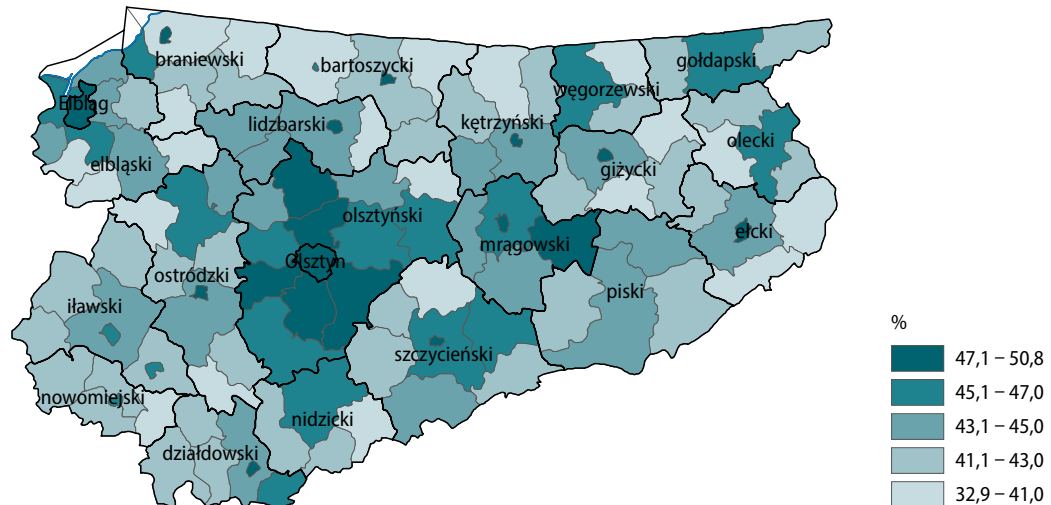 braniewski
bartoszycki
gołdapski
węgorzewski
Elbląg
lidzbarski
kętrzyński
olecki
elbląski
giżycki
olsztyński
mrągowski
ełcki
Olsztyn
ostródzki
piski
iławski
szczycieński
nowomiejski
nidzicki
działdowski
%
47,1 – 50,8
45,1 – 47,0
43,1 – 45,0
41,1 – 43,0
32,9 – 41,0